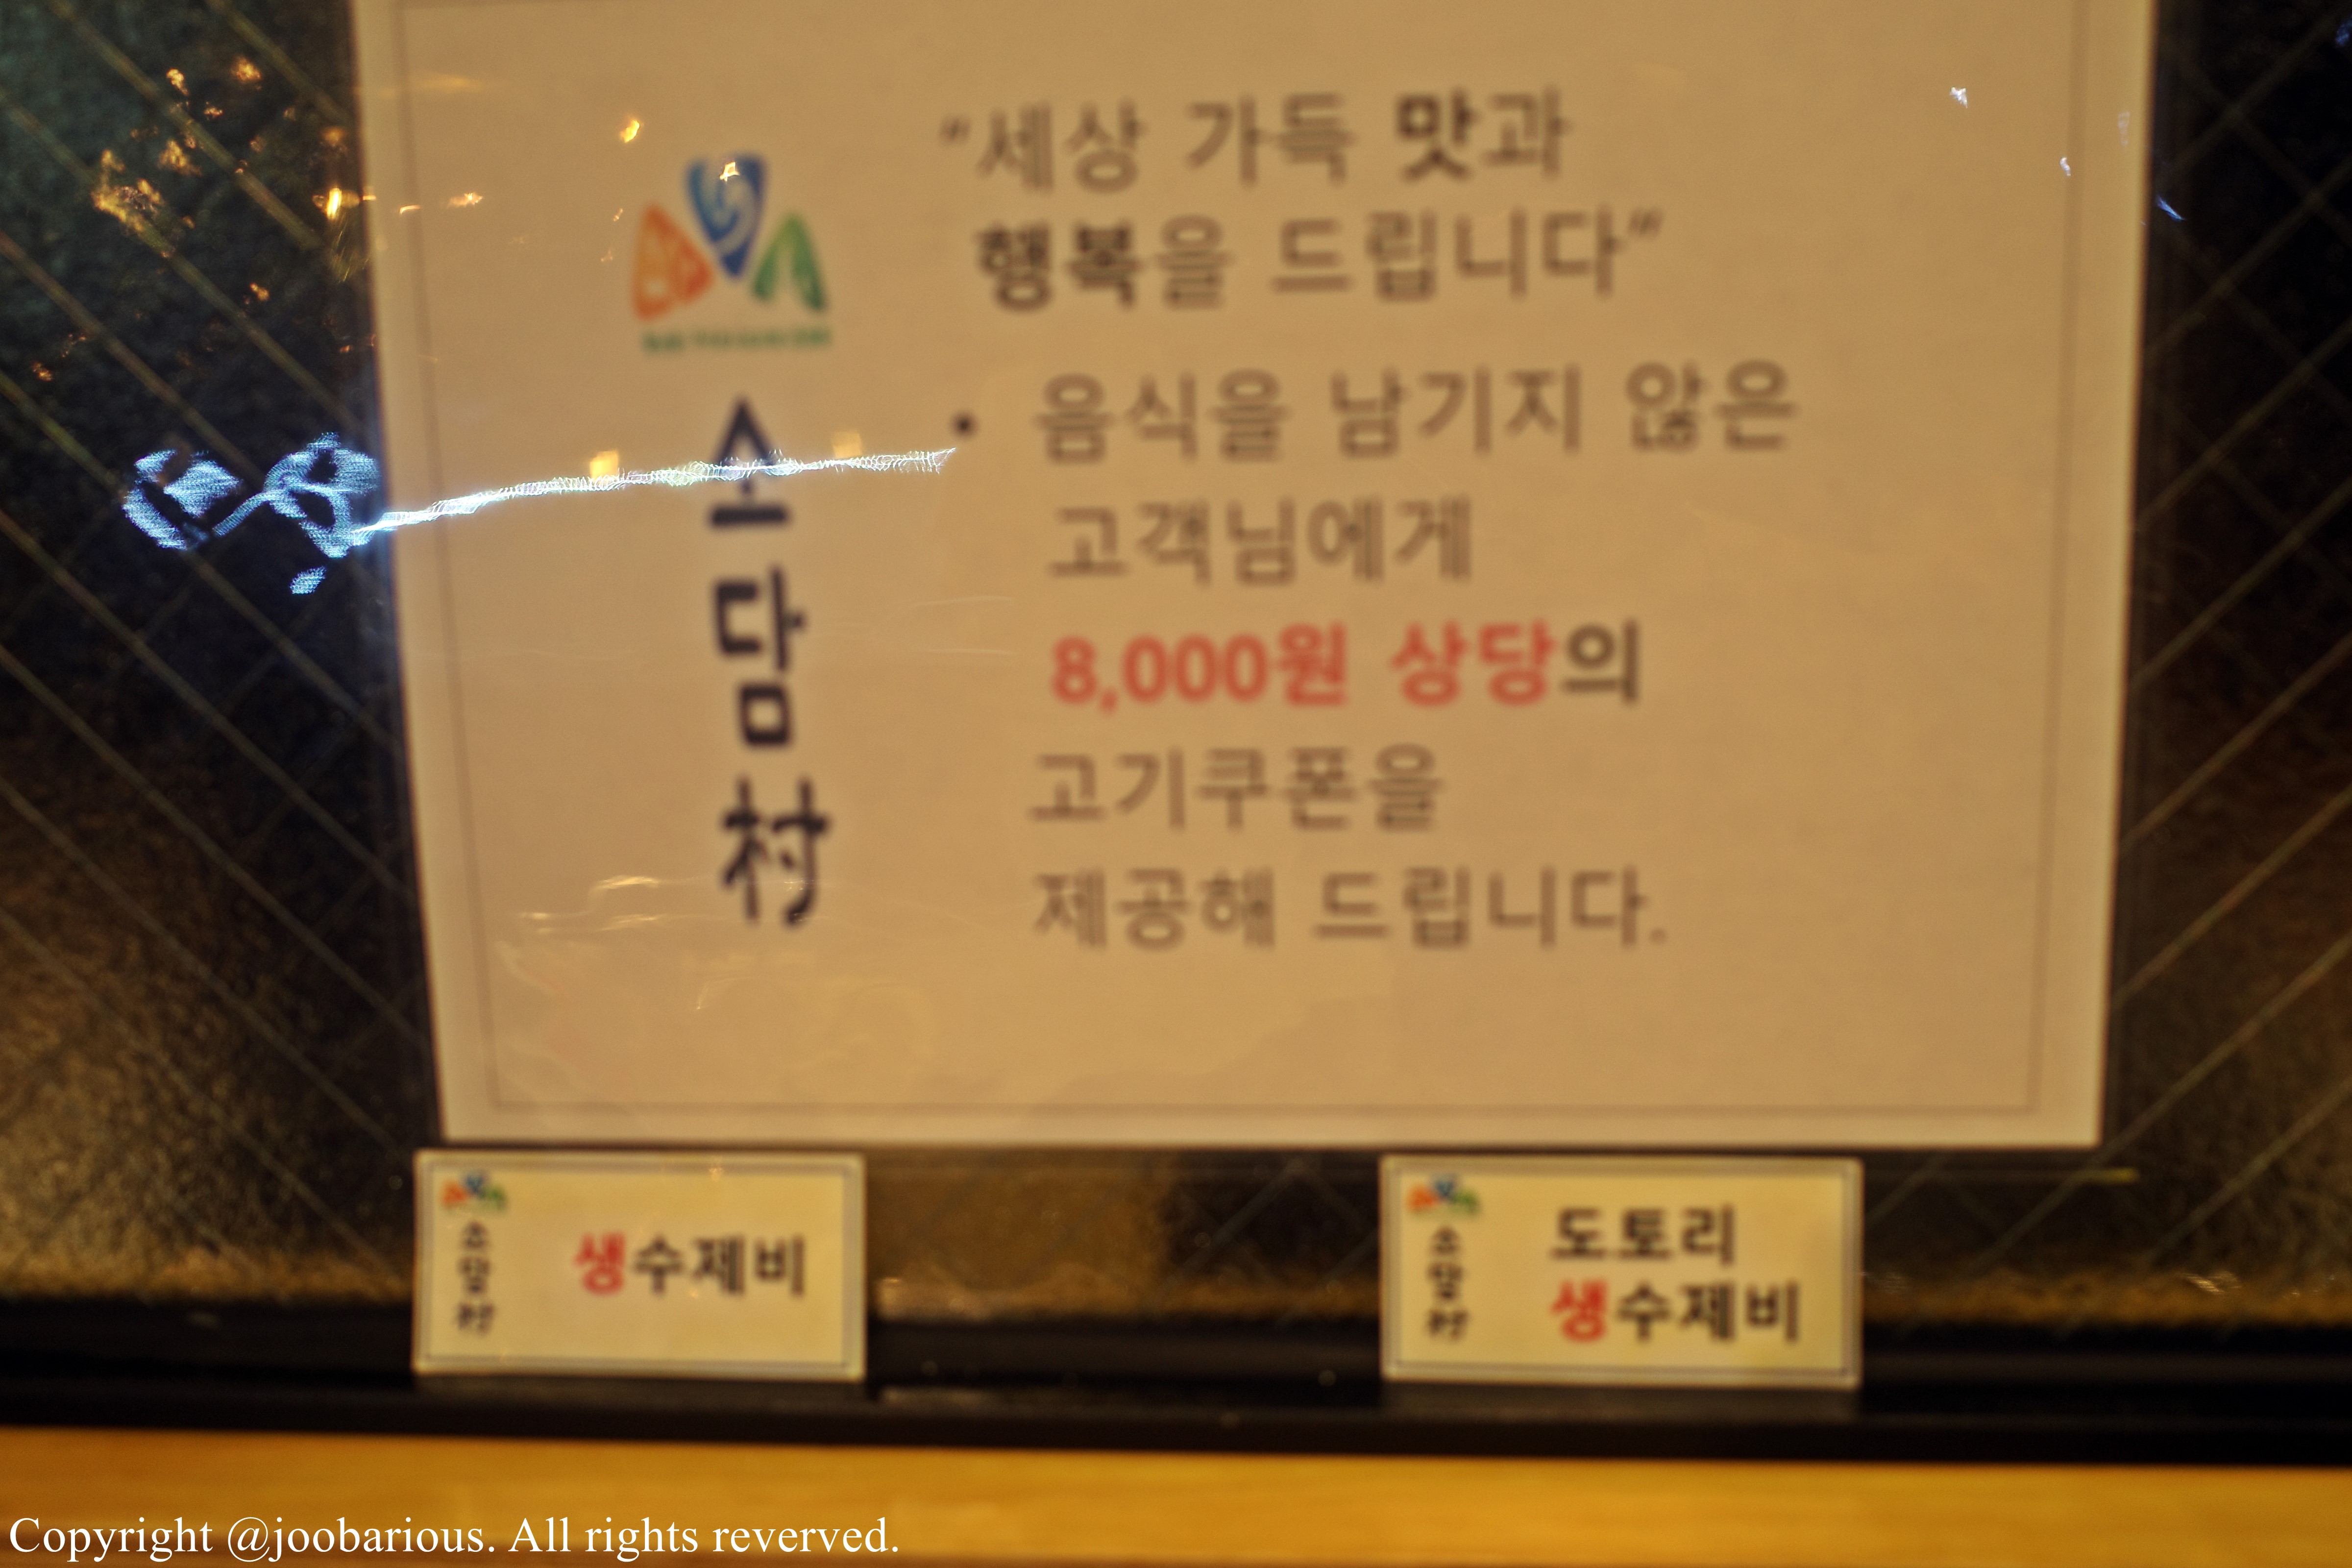 "세상 가득 맛과
행복을 드립니다"
소담村
• 음식을 남기지 않은
고객님에게
8,000원 상당의
고기쿠폰을
제공해 드립니다.
소담村
생수제비
소담村
도토리
생수제비
Copyright @joobarious. All rights reverved.